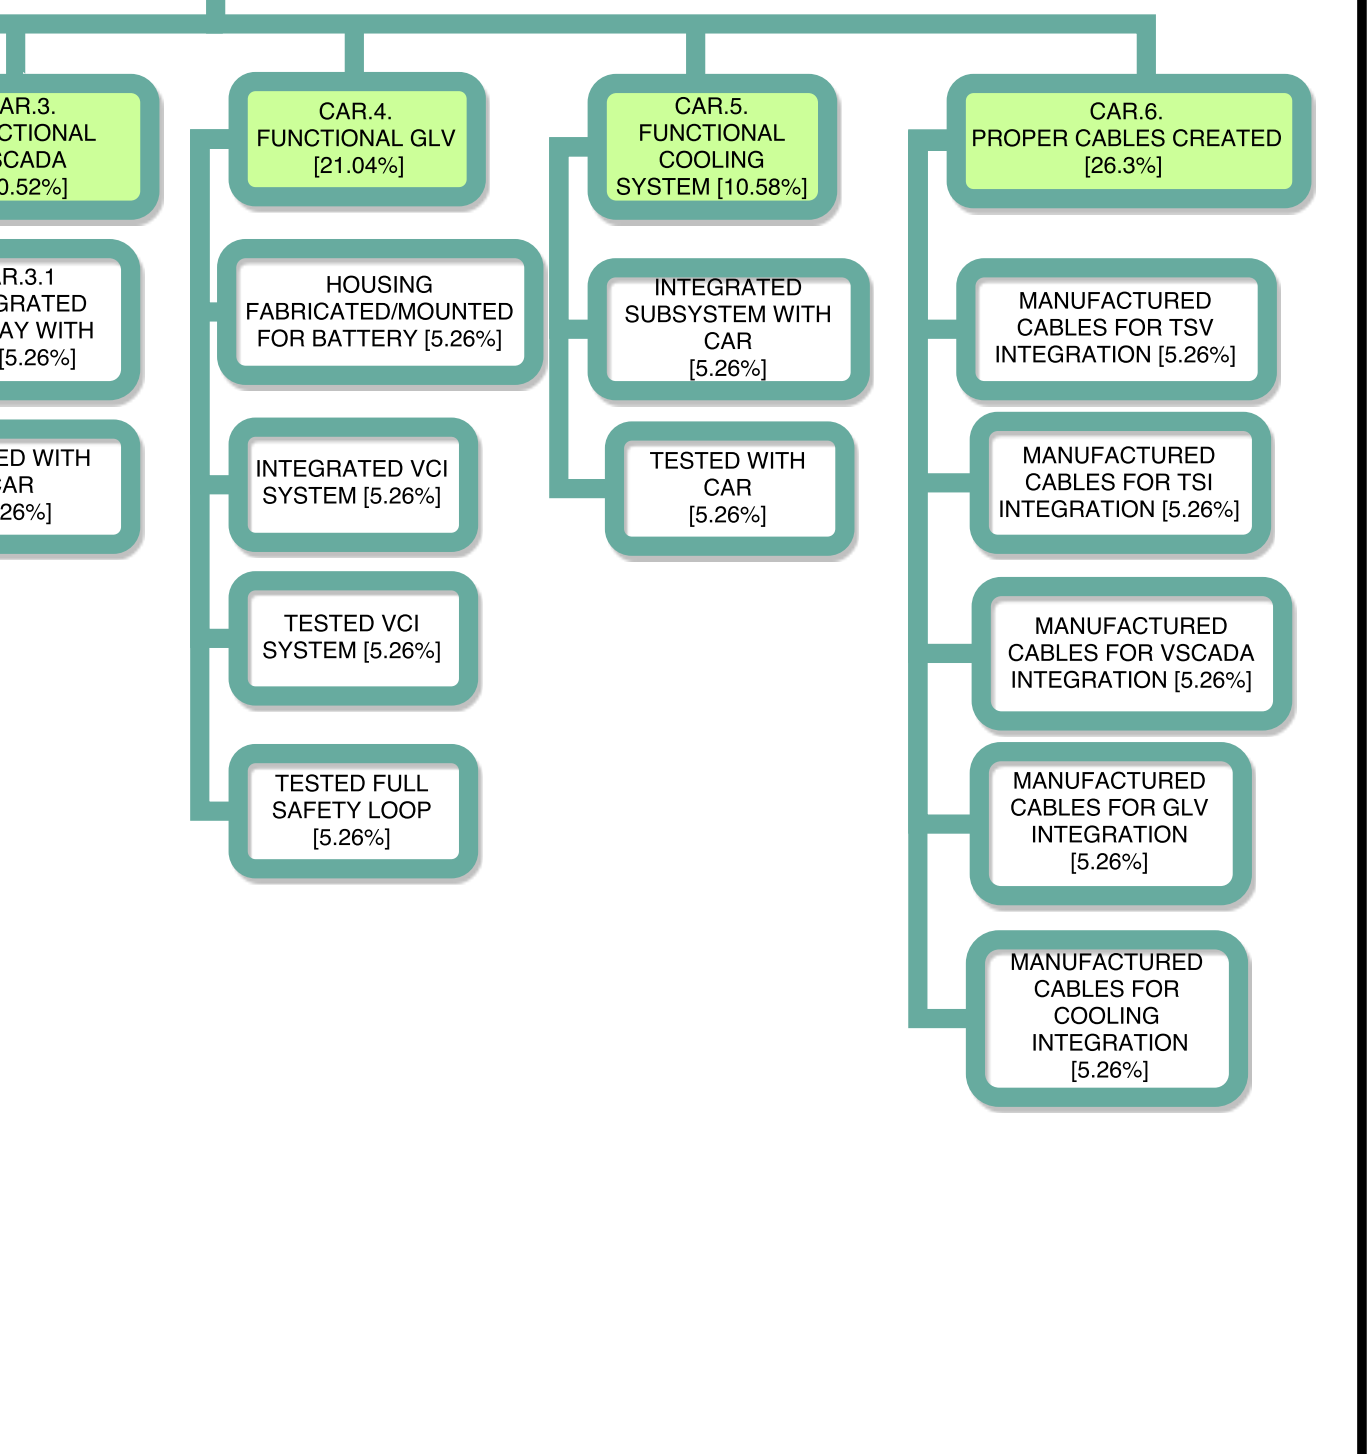 AR.3.
CTIONAL
SCADA
0.52%]
R.3.1
GRATED
AY WITH
[5.26%]
ED WITH
CAR
26%]
CAR.4.
FUNCTIONAL GLV
[21.04%]
HOUSING
FABRICATED/MOUNTED
FOR BATTERY [5.26%]
INTEGRATED VCI
SYSTEM [5.26%]
TESTED VCI
SYSTEM [5.26%]
TESTED FULL
SAFETY LOOP
[5.26%]
CAR.5.
FUNCTIONAL
COOLING
SYSTEM [10.58%]
INTEGRATED
SUBSYSTEM WITH
CAR
[5.26%]
TESTED WITH
CAR
[5.26%]
CAR.6.
PROPER CABLES CREATED
[26.3%]
MANUFACTURED
CABLES FOR TSV
INTEGRATION [5.26%]
MANUFACTURED
CABLES FOR TSI
INTEGRATION [5.26%]
MANUFACTURED
CABLES FOR VSCADA
INTEGRATION [5.26%]
MANUFACTURED
CABLES FOR GLV
INTEGRATION
[5.26%]
MANUFACTURED
CABLES FOR
COOLING
INTEGRATION
[5.26%]